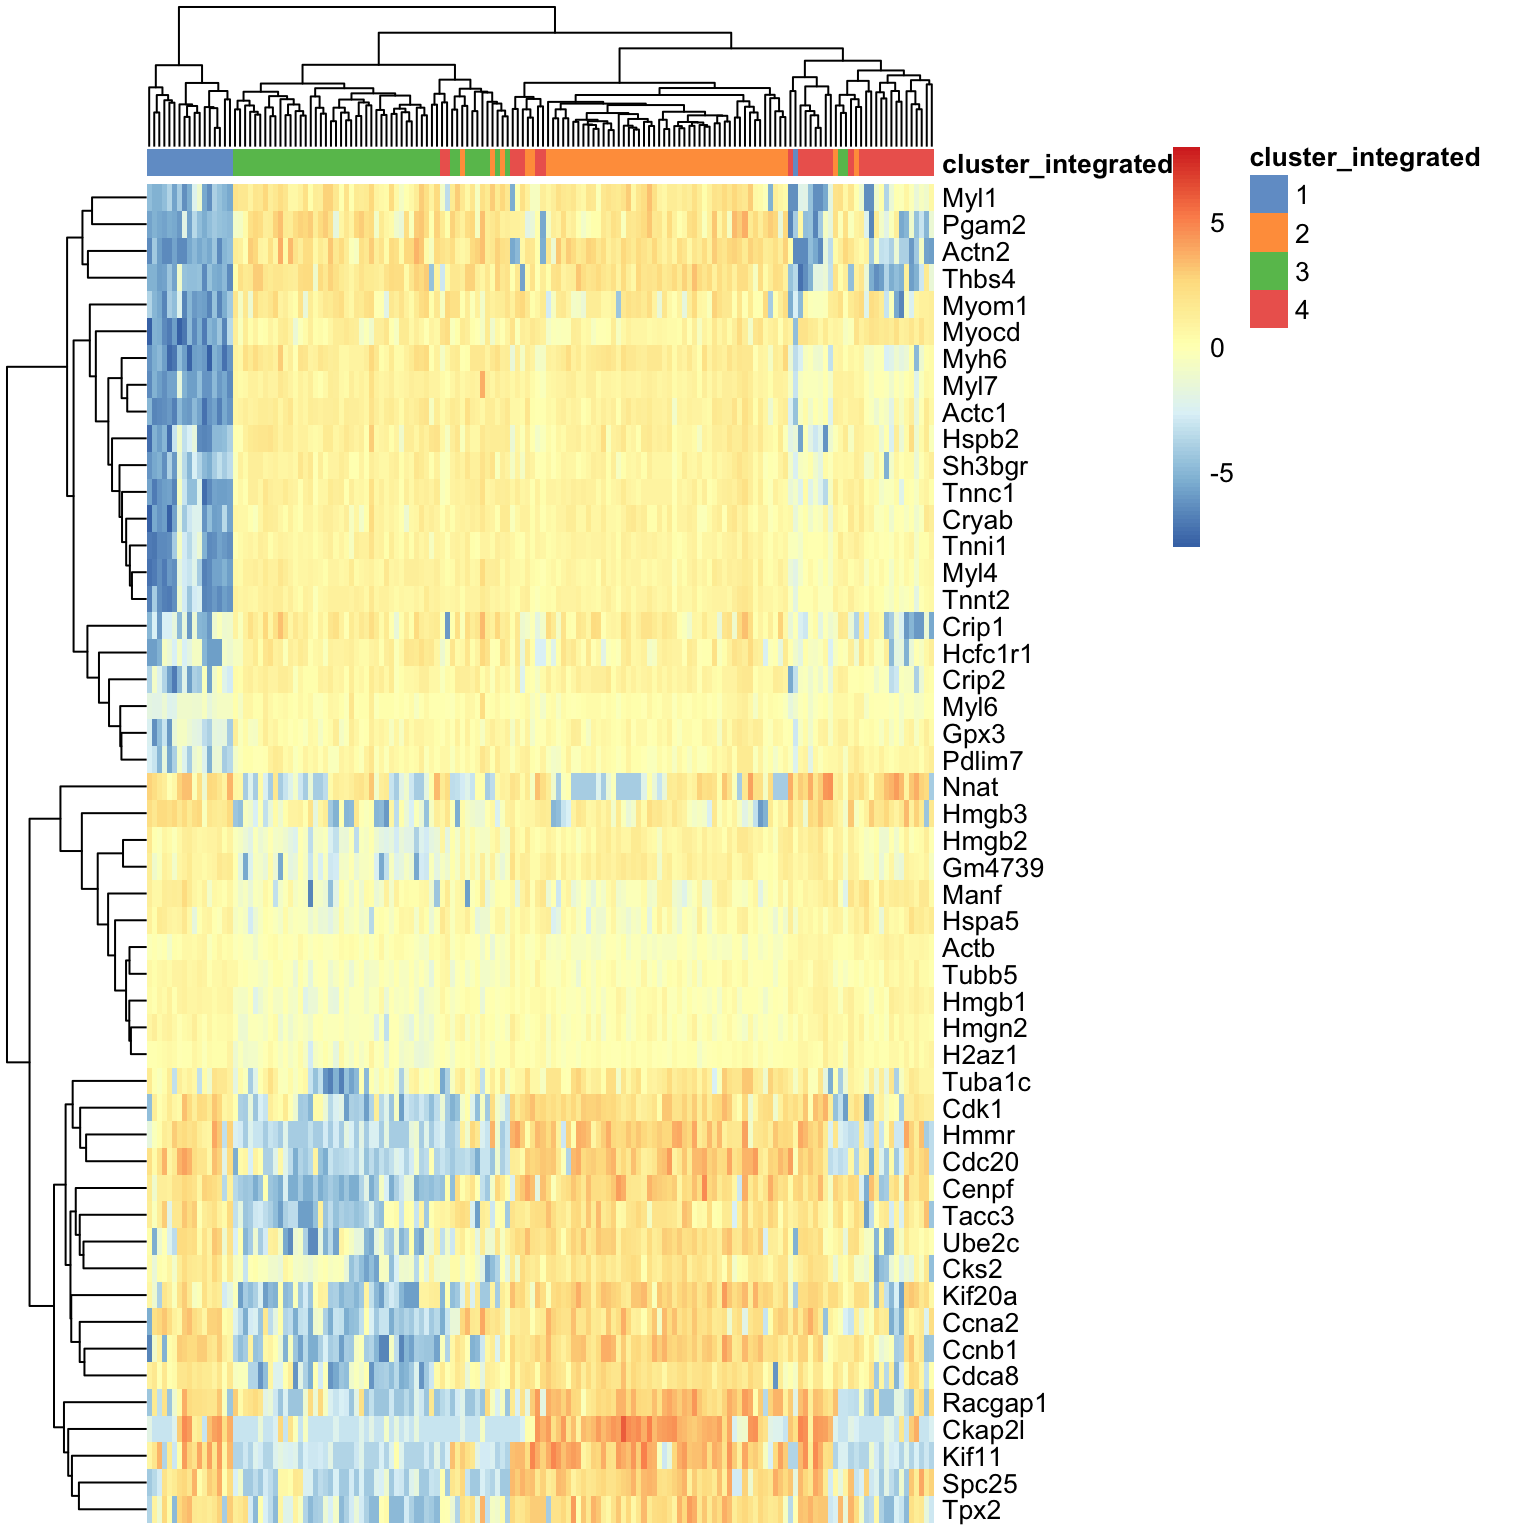 cluster_integrated
Myl1
Pgam2
Actn2
Thbs4
Myom1
Myocd
Myh6
Myl7
Actc1
Hspb2
Sh3bgr
Tnnc1
Cryab
Tnni1
Myl4
Tnnt2
Crip1
Hcfc1r1
Crip2
Myl6
Gpx3
Pdlim7
Nnat
Hmgb3
Hmgb2
Gm4739
Manf
Hspa5
Actb
Tubb5
Hmgb1
Hmgn2
H2az1
Tuba1c
Cdk1
Hmmr
Cdc20
Cenpf
Tacc3
Ube2c
Cks2
Kif20a
Ccna2
Ccnb1
Cdca8
Racgap1
Ckap2l
Kif11
Spc25
Tpx2
5
0
-5
cluster_integrated
1
2
3
4